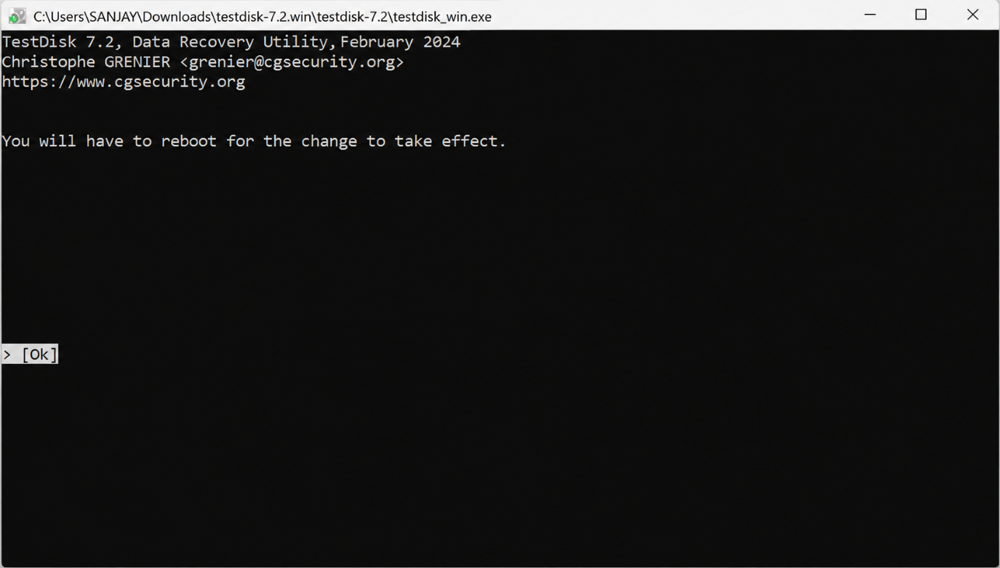 C:\Users\SANJAY\Downloads\testdisk-7.2.win\testdisk-7.2\testdisk_win.exe
TestDisk 7.2, Data Recovery Utility, February 2024
Christophe GRENIER <grenier@cgsecurity.org>
https://www.cgsecurity.org
You will have to reboot for the change to take effect.
> [Ok]